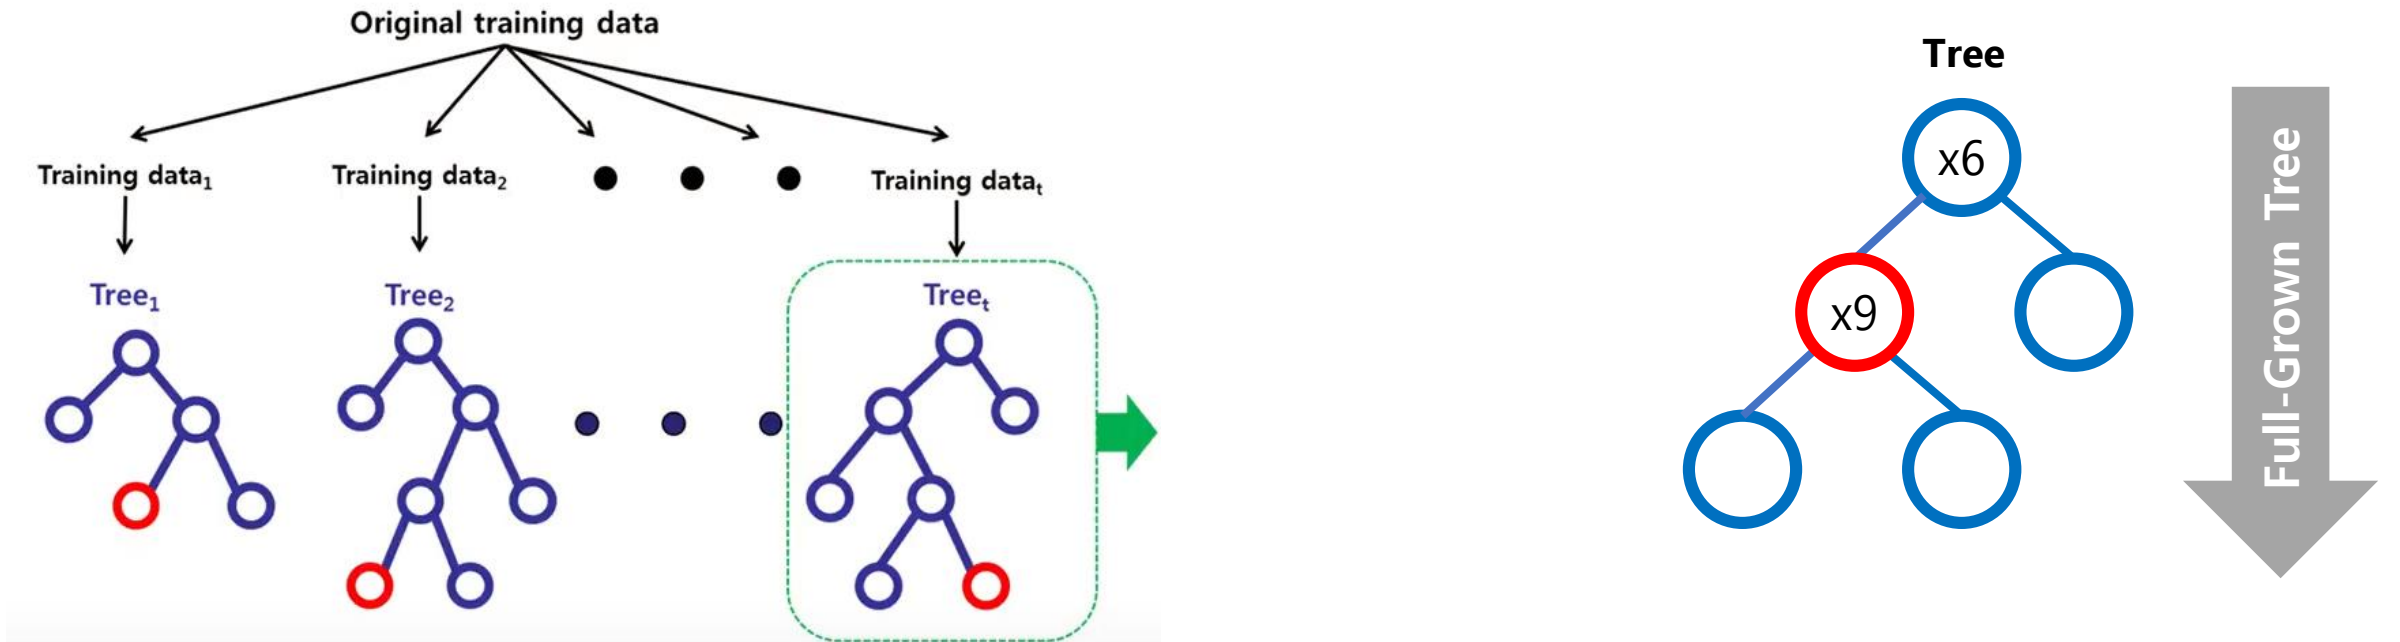 Original training data
Training data1
Training data2
Training datat
Tree1
Tree2
Treet
Tree
x6
x9
Full-Grown Tree